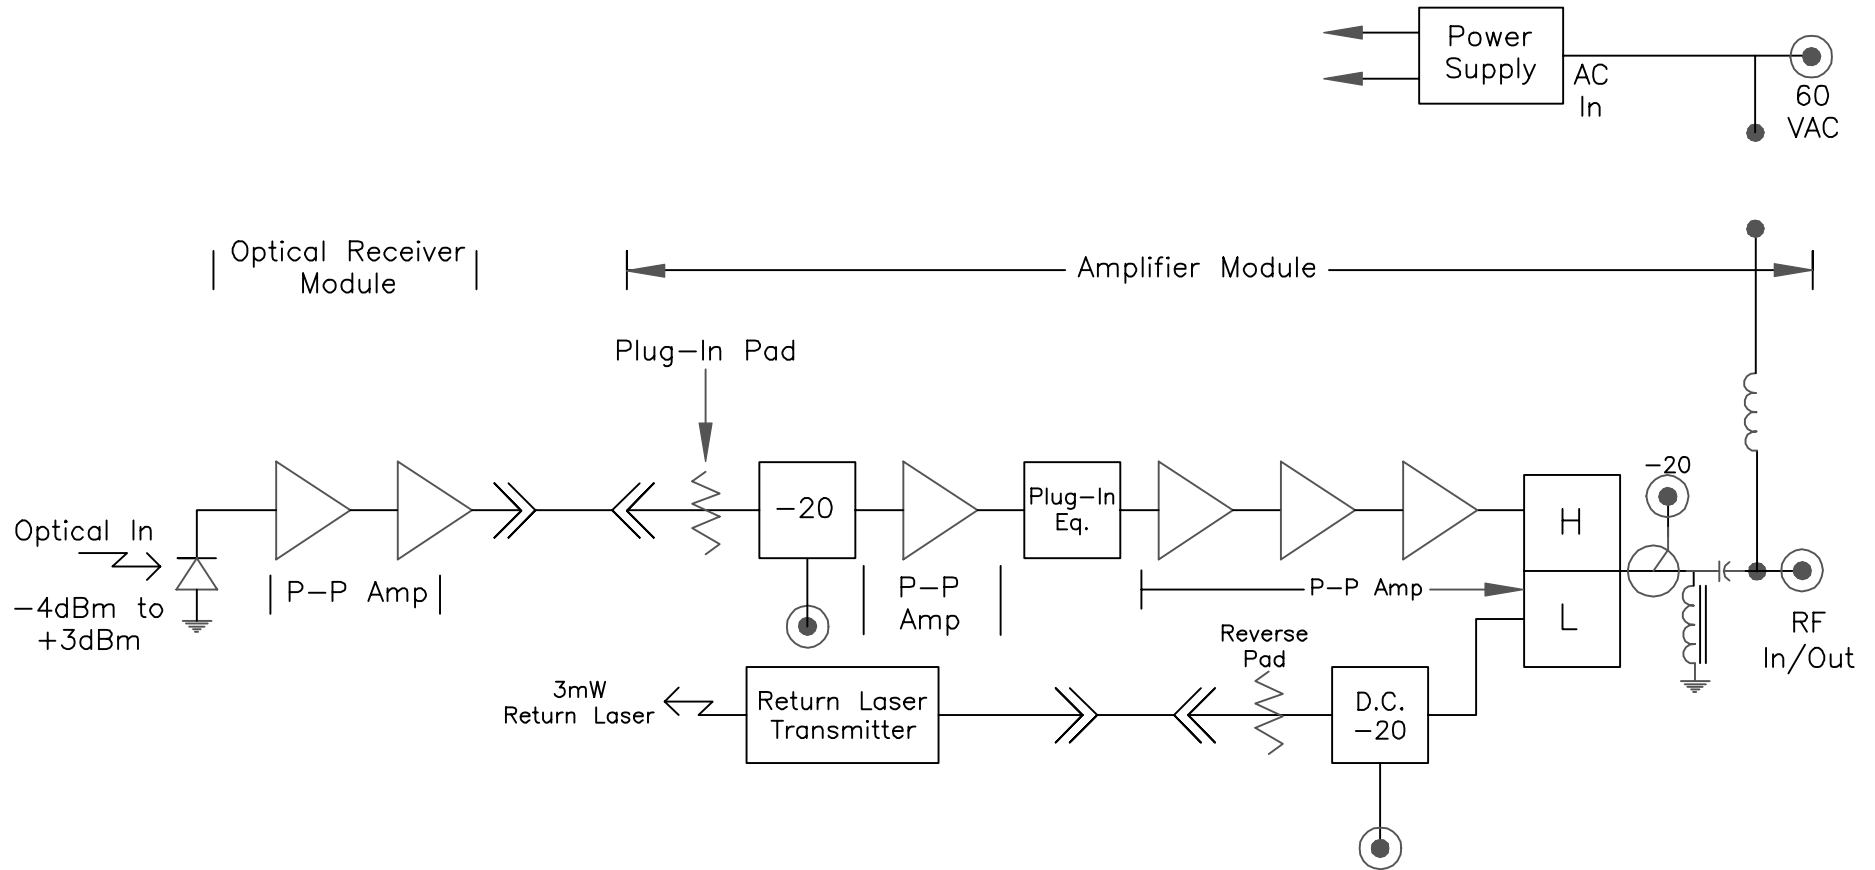 Power
Supply
AC
In
60
VAC
Optical Receiver
Module
Amplifier Module
Plug-In Pad
-20
Optical In
-4dBm to
+3dBm
P-P Amp
-20
P-P
Amp
Plug-In
Eq.
P-P Amp
H
L
RF
In/Out
Reverse
Pad
3mW
Return Laser
Return Laser
Transmitter
D.C.
-20